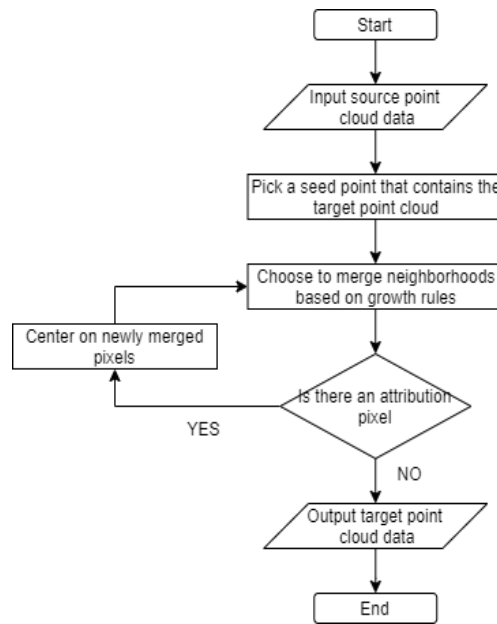 Start
Input source point
cloud data
Pick a seed point that contains the
target point cloud
Choose to merge neighborhoods
based on growth rules
Center on newly merged
pixels
Is there an attribution
pixel
YES
NO
Output target point
cloud data
End